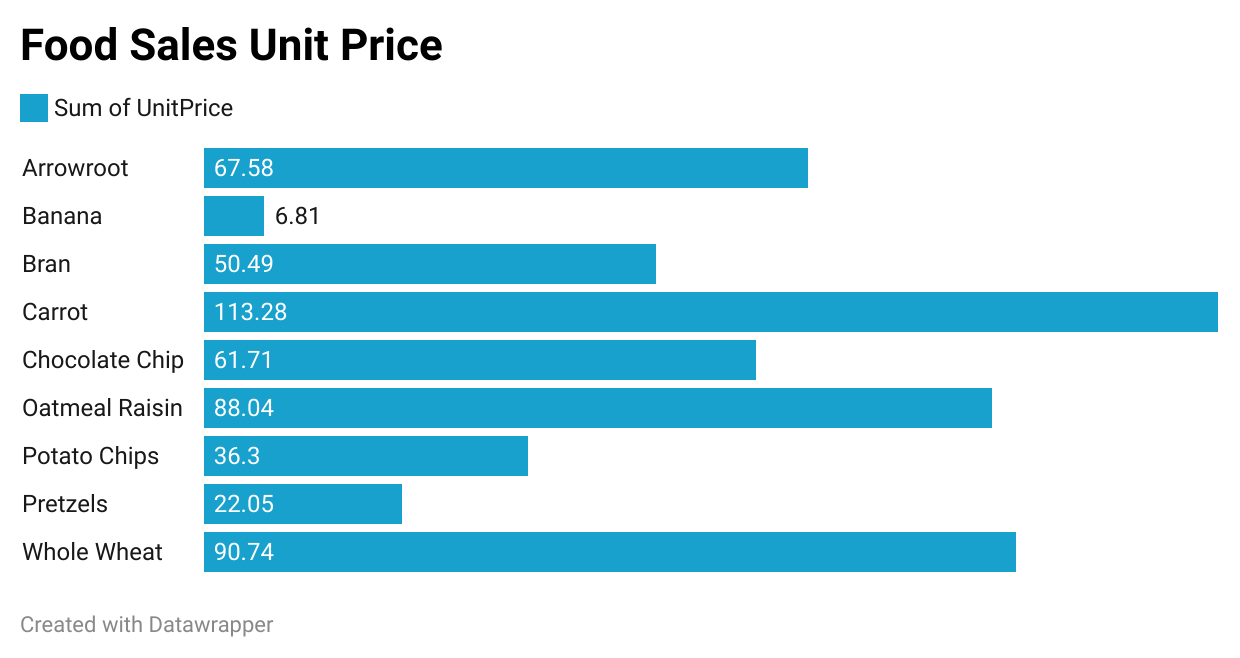 Food Sales Unit Price
Sum of UnitPrice
Arrowroot 67.58
Banana 6.81
Bran 50.49
Carrot 113.28
Chocolate Chip 61.71
Oatmeal Raisin 88.04
Potato Chips 36.3
Pretzels 22.05
Whole Wheat 90.74
Created with Datawrapper